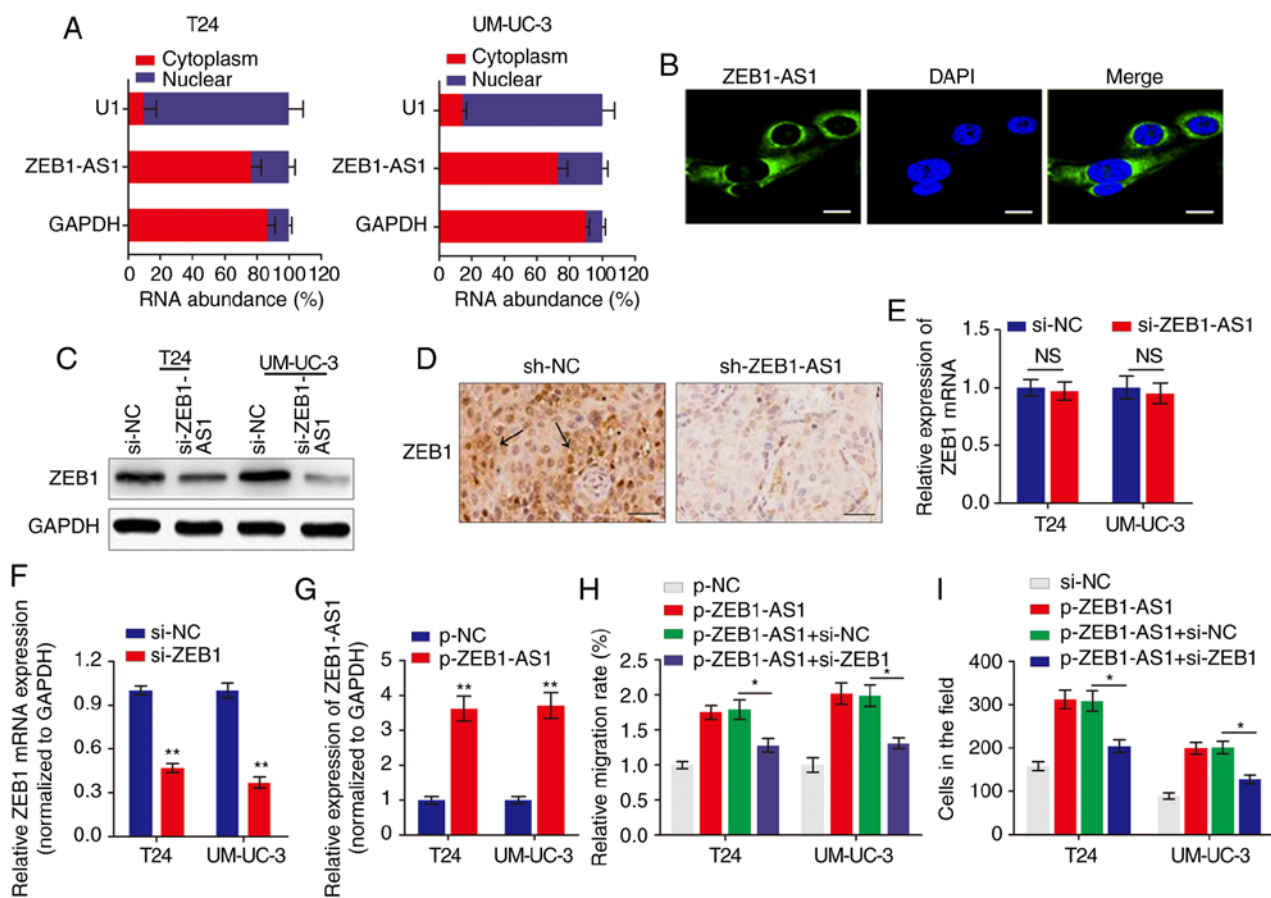 A
T24
Cytoplasm
Nuclear
U1
ZEB1-AS1
GAPDH
0 20 40 60 80 100 120
RNA abundance (%)
UM-UC-3
Cytoplasm
Nuclear
U1
ZEB1-AS1
GAPDH
0 20 40 60 80 100 120
RNA abundance (%)
B
ZEB1-AS1 DAPI Merge
C
T24 UM-UC-3
si-NC
si-ZEB1-
AS1
si-NC
si-ZEB1-
AS1
ZEB1
GAPDH
D
sh-NC sh-ZEB1-AS1
ZEB1
E
si-NC si-ZEB1-AS1
Relative expression of
ZEB1 mRNA
1.5
1.0
0.5
0.0
NS NS
T24 UM-UC-3
F
si-NC
si-ZEB1
Relative ZEB1 mRNA expression
(normalized to GAPDH)
1.2
0.9
0.6
0.3
0.0
** **
T24 UM-UC-3
G
p-NC
p-ZEB1-AS1
Relative expression of ZEB1-AS1
(normalized to GAPDH)
5
4
3
2
1
0
** **
T24 UM-UC-3
H
p-NC
p-ZEB1-AS1
p-ZEB1-AS1+si-NC
p-ZEB1-AS1+si-ZEB1
Relative migration rate (%)
2.5
2.0
1.5
1.0
0.5
0.0
* *
T24 UM-UC-3
I
si-NC
p-ZEB1-AS1
p-ZEB1-AS1+si-NC
p-ZEB1-AS1+si-ZEB1
Cells in the field
400
300
200
100
0
* *
T24 UM-UC-3